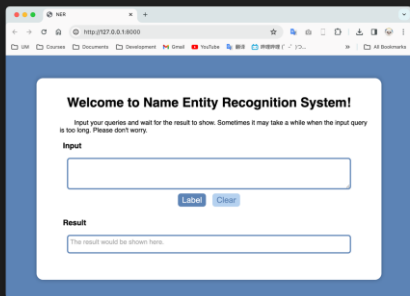 NER
http://127.0.0.1:8000
UM
Courses
Documents
Development
Gmail
YouTube
翻译
All Bookmarks
Welcome to Name Entity Recognition System!
Input your queries and wait for the result to show. Sometimes it may take a while when the input query
is too long. Please don't worry.
Input
Label
Clear
Result
The result would be shown here.